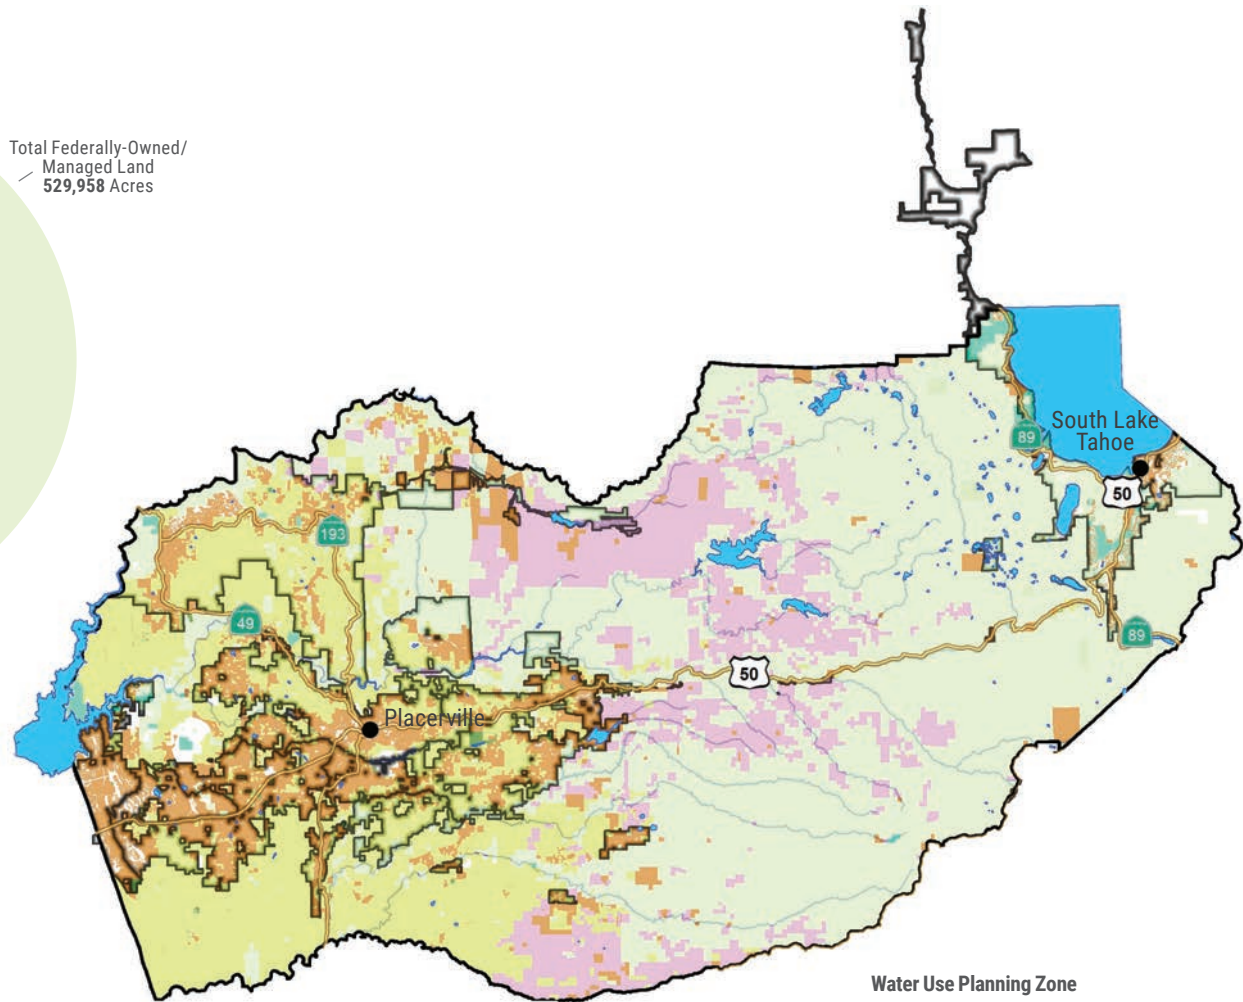 Total Federally-Owned/
Managed Land
529,958 Acres
South Lake
Tahoe
89
50
193
49
89
50
Placerville
Water Use Planning Zone